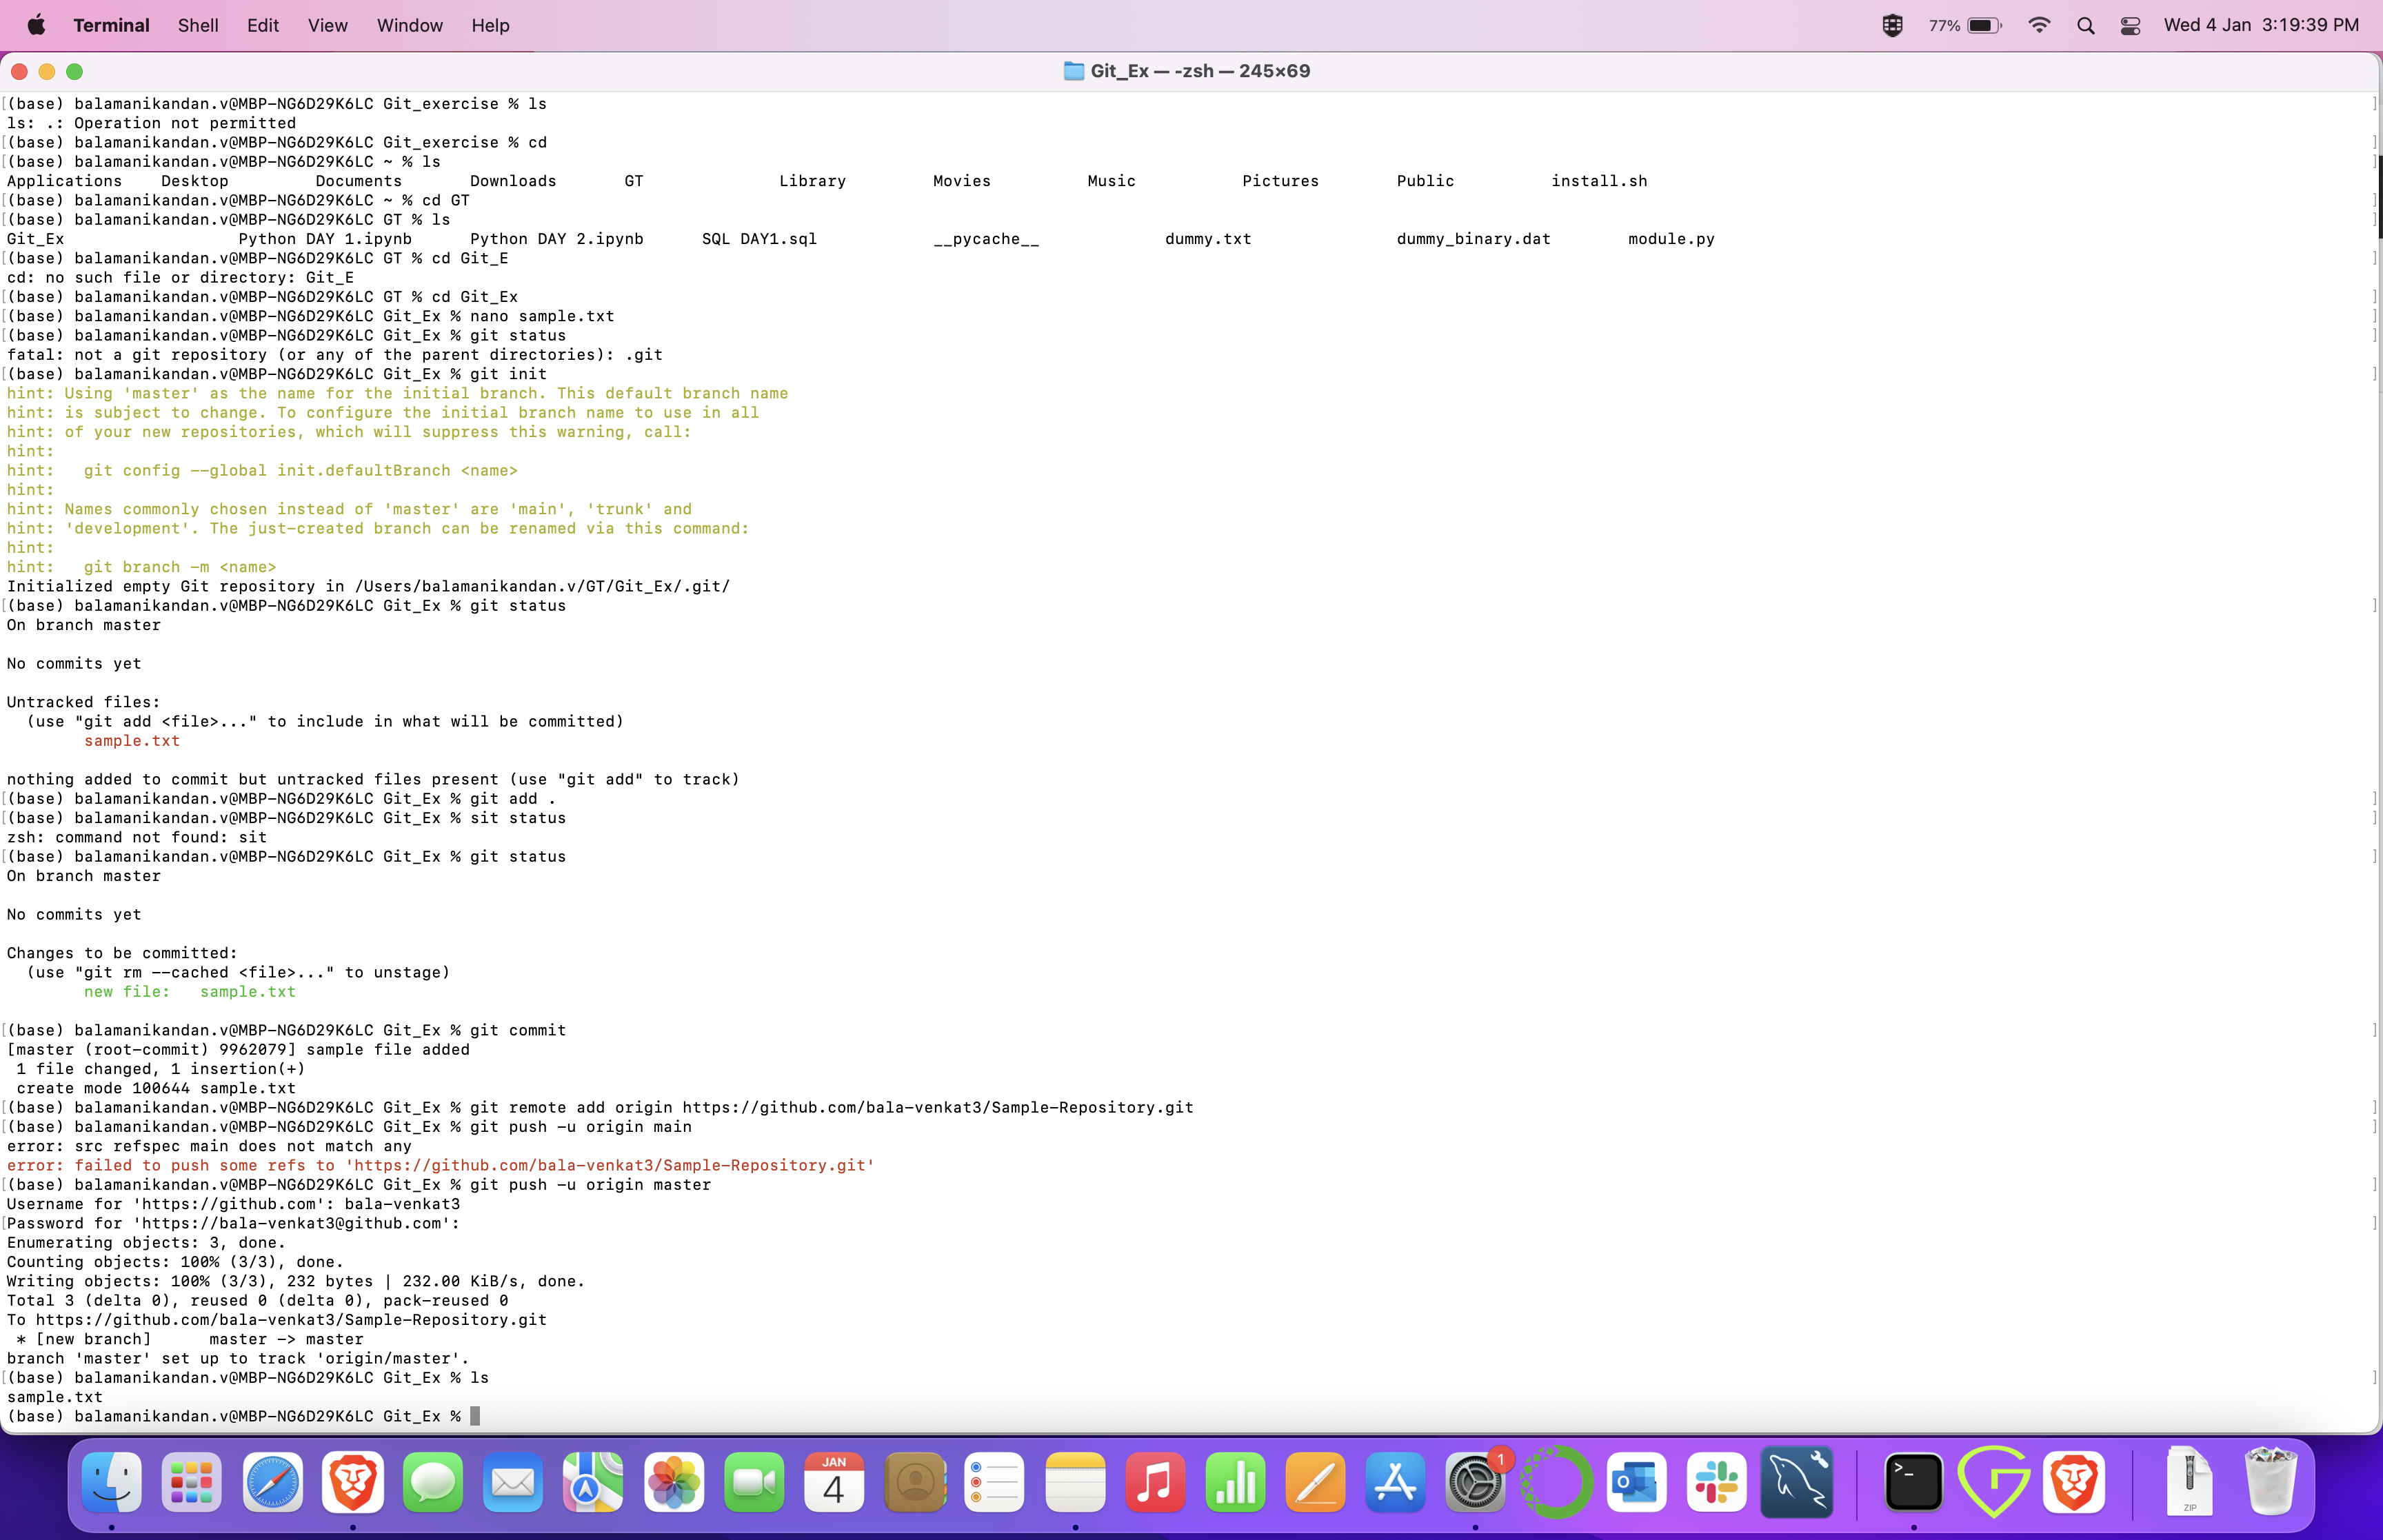 Terminal Shell Edit View Window Help 77% Wed 4 Jan 3:19:39 PM
Git_Ex — -zsh — 245×69
(base) balamanikandan.v@MBP-NG6D29K6LC Git_exercise % ls
ls: .: Operation not permitted
(base) balamanikandan.v@MBP-NG6D29K6LC Git_exercise % cd
(base) balamanikandan.v@MBP-NG6D29K6LC ~ % ls
Applications Desktop Documents Downloads GT Library Movies Music Pictures Public install.sh
(base) balamanikandan.v@MBP-NG6D29K6LC ~ % cd GT
(base) balamanikandan.v@MBP-NG6D29K6LC GT % ls
Git_Ex Python DAY 1.ipynb Python DAY 2.ipynb SQL DAY1.sql __pycache__ dummy.txt dummy_binary.dat module.py
(base) balamanikandan.v@MBP-NG6D29K6LC GT % cd Git_E
cd: no such file or directory: Git_E
(base) balamanikandan.v@MBP-NG6D29K6LC GT % cd Git_Ex
(base) balamanikandan.v@MBP-NG6D29K6LC Git_Ex % nano sample.txt
(base) balamanikandan.v@MBP-NG6D29K6LC Git_Ex % git status
fatal: not a git repository (or any of the parent directories): .git
(base) balamanikandan.v@MBP-NG6D29K6LC Git_Ex % git init
hint: Using 'master' as the name for the initial branch. This default branch name
hint: is subject to change. To configure the initial branch name to use in all
hint: of your new repositories, which will suppress this warning, call:
hint:
hint: git config --global init.defaultBranch <name>
hint:
hint: Names commonly chosen instead of 'master' are 'main', 'trunk' and
hint: 'development'. The just-created branch can be renamed via this command:
hint:
hint: git branch -m <name>
Initialized empty Git repository in /Users/balamanikandan.v/GT/Git_Ex/.git/
(base) balamanikandan.v@MBP-NG6D29K6LC Git_Ex % git status
On branch master
No commits yet
Untracked files:
(use "git add <file>..." to include in what will be committed)
sample.txt
nothing added to commit but untracked files present (use "git add" to track)
(base) balamanikandan.v@MBP-NG6D29K6LC Git_Ex % git add .
(base) balamanikandan.v@MBP-NG6D29K6LC Git_Ex % sit status
zsh: command not found: sit
(base) balamanikandan.v@MBP-NG6D29K6LC Git_Ex % git status
On branch master
No commits yet
Changes to be committed:
(use "git rm --cached <file>..." to unstage)
new file: sample.txt
(base) balamanikandan.v@MBP-NG6D29K6LC Git_Ex % git commit
[master (root-commit) 9962079] sample file added
1 file changed, 1 insertion(+)
create mode 100644 sample.txt
(base) balamanikandan.v@MBP-NG6D29K6LC Git_Ex % git remote add origin https://github.com/bala-venkat3/Sample-Repository.git
(base) balamanikandan.v@MBP-NG6D29K6LC Git_Ex % git push -u origin main
error: src refspec main does not match any
error: failed to push some refs to 'https://github.com/bala-venkat3/Sample-Repository.git'
(base) balamanikandan.v@MBP-NG6D29K6LC Git_Ex % git push -u origin master
Username for 'https://github.com': bala-venkat3
Password for 'https://bala-venkat3@github.com':
Enumerating objects: 3, done.
Counting objects: 100% (3/3), done.
Writing objects: 100% (3/3), 232 bytes | 232.00 KiB/s, done.
Total 3 (delta 0), reused 0 (delta 0), pack-reused 0
To https://github.com/bala-venkat3/Sample-Repository.git
* [new branch] master -> master
branch 'master' set up to track 'origin/master'.
(base) balamanikandan.v@MBP-NG6D29K6LC Git_Ex % ls
sample.txt
(base) balamanikandan.v@MBP-NG6D29K6LC Git_Ex %
JAN
4
1
ZIP